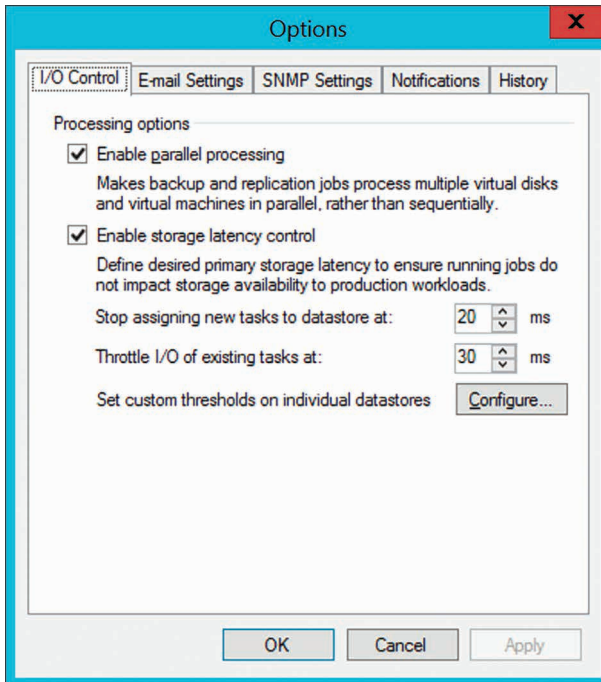 Options
X
I/O Control E-mail Settings SNMP Settings Notifications History
Processing options
Enable parallel processing
Makes backup and replication jobs process multiple virtual disks
and virtual machines in parallel, rather than sequentially.
Enable storage latency control
Define desired primary storage latency to ensure running jobs do
not impact storage availability to production workloads.
Stop assigning new tasks to datastore at: 20 ms
Throttle I/O of existing tasks at: 30 ms
Set custom thresholds on individual datastores Configure...
OK Cancel Apply